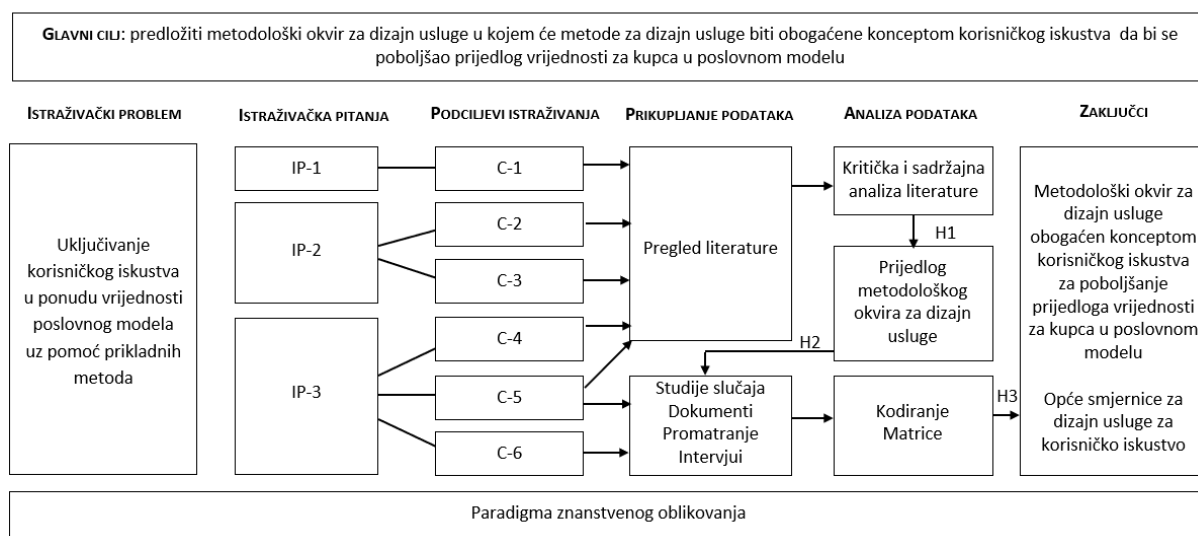 GLAVNI CILJ: predložiti metodološki okvir za dizajn usluge u kojem će metode za dizajn usluge biti obogaćene konceptom korisničkog iskustva da bi se
poboljšao prijedlog vrijednosti za kupca u poslovnom modelu
ISTRAŽIVAČKI PROBLEM
Uključivanje
korisničkog iskustva
u ponudu vrijednosti
poslovnog modela
uz pomoć prikladnih
metoda
ISTRAŽIVAČKA PITANJA
IP-1
IP-2
IP-3
PODCILJEVI ISTRAŽIVANJA
C-1
C-2
C-3
C-4
C-5
C-6
PRIKUPLJANJE PODATAKA
Pregled literature
H2
Studije slučaja
Dokumenti
Promatranje
Intervjui
ANALIZA PODATAKA
Kritička i sadržajna
analiza literature
H1
Prijedlog
metodološkog
okvira za dizajn
usluge
Kodiranje
Matrice
H3
ZAKLJUČCI
Metodološki okvir za
dizajn usluge
obogaćen konceptom
korisničkog iskustva
za poboljšanje
prijedloga vrijednosti
za kupca u poslovnom
modelu
Opće smjernice za
dizajn usluge za
korisničko iskustvo
Paradigma znanstvenog oblikovanja